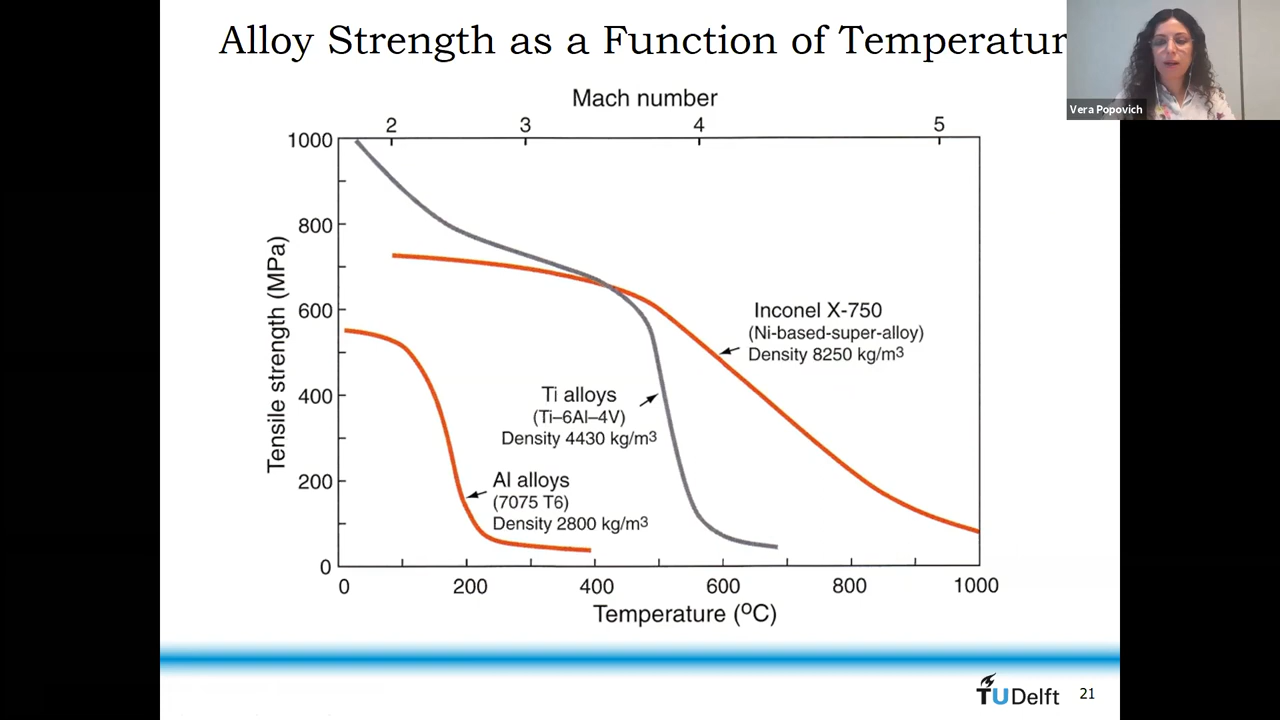 Alloy Strength as a Function of Temperatur
Vera Popovich
Mach number
2 3 4 5
1000
800
600
400
200
0
Tensile strength (MPa)
Inconel X-750
(Ni-based-super-alloy)
Density 8250 kg/m³
Ti alloys
(Ti–6Al–4V)
Density 4430 kg/m³
Al alloys
(7075 T6)
Density 2800 kg/m³
0 200 400 600 800 1000
Temperature (⁰C)
TUDelft
21